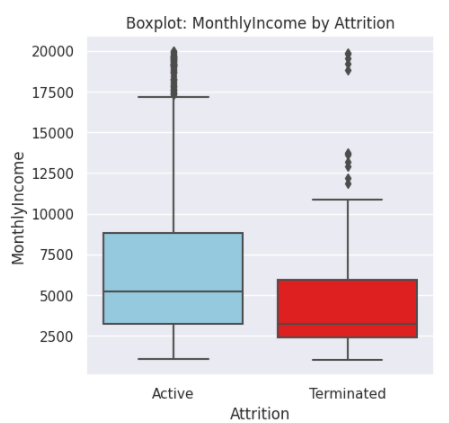 Boxplot: MonthlyIncome by Attrition
20000
17500
15000
12500
10000
7500
5000
2500
MonthlyIncome
Active
Terminated
Attrition